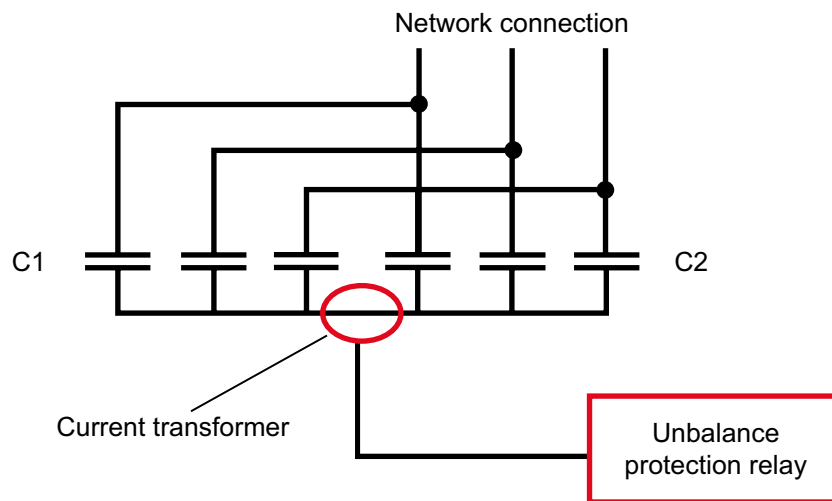 Network connection
C1
C2
Current transformer
Unbalance
protection relay